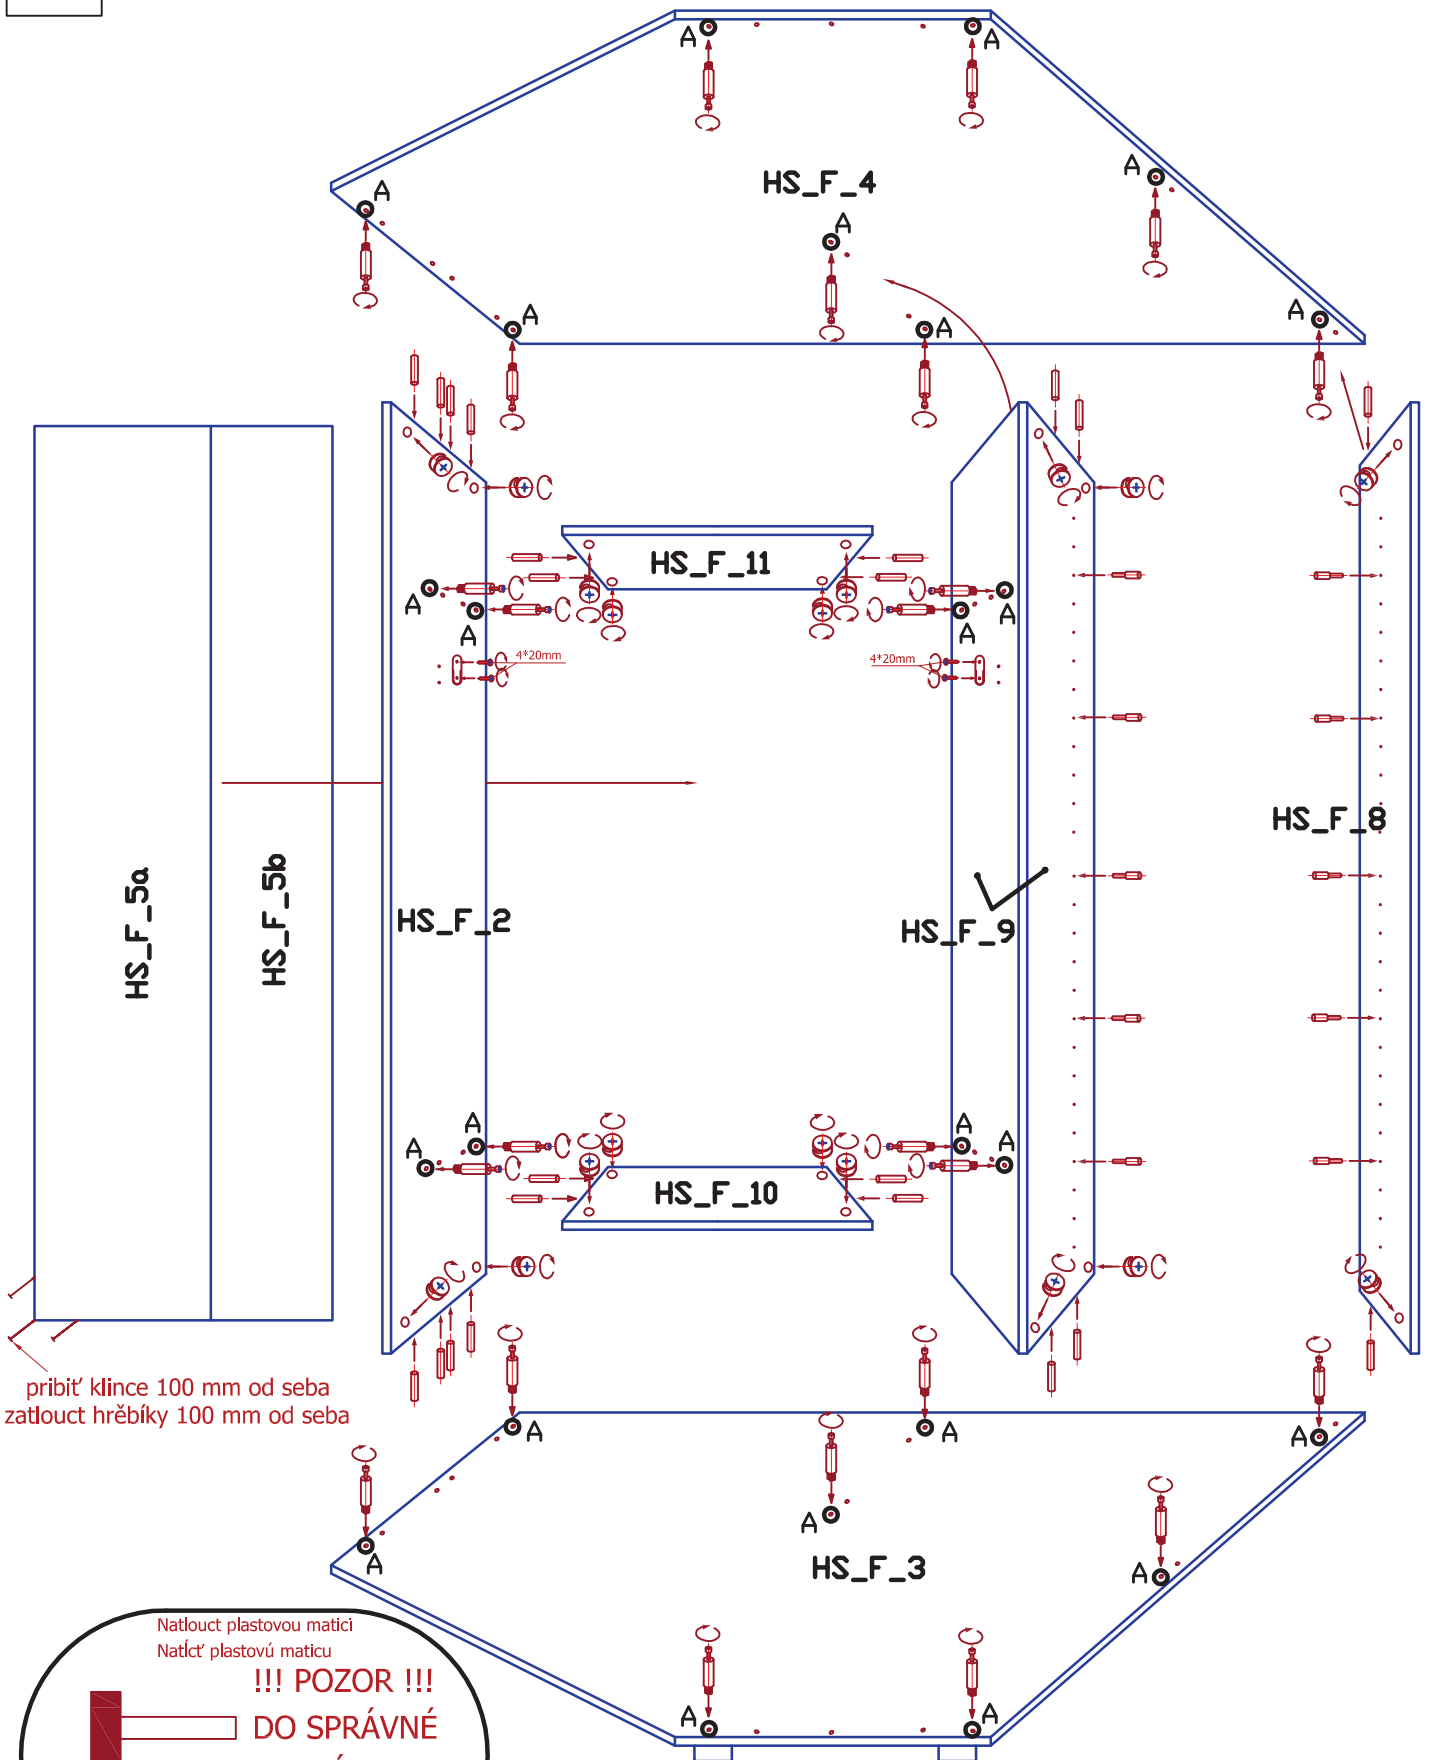 A
A
HS_F_4
A
A
A
A
A
A
HS_F_11
A
A
A
A
4*20mm
4*20mm
HS_F_5a
HS_F_5b
HS_F_2
HS_F_9
HS_F_8
A
A
A
A
HS_F_10
pribiť klince 100 mm od seba
zatlouct hřěbíky 100 mm od seba
A
A
A
A
A
A
HS_F_3
A
A
Natlouct plastovou matici
Natĺcť plastovú maticu
!!! POZOR !!!
DO SPRÁVNÉ